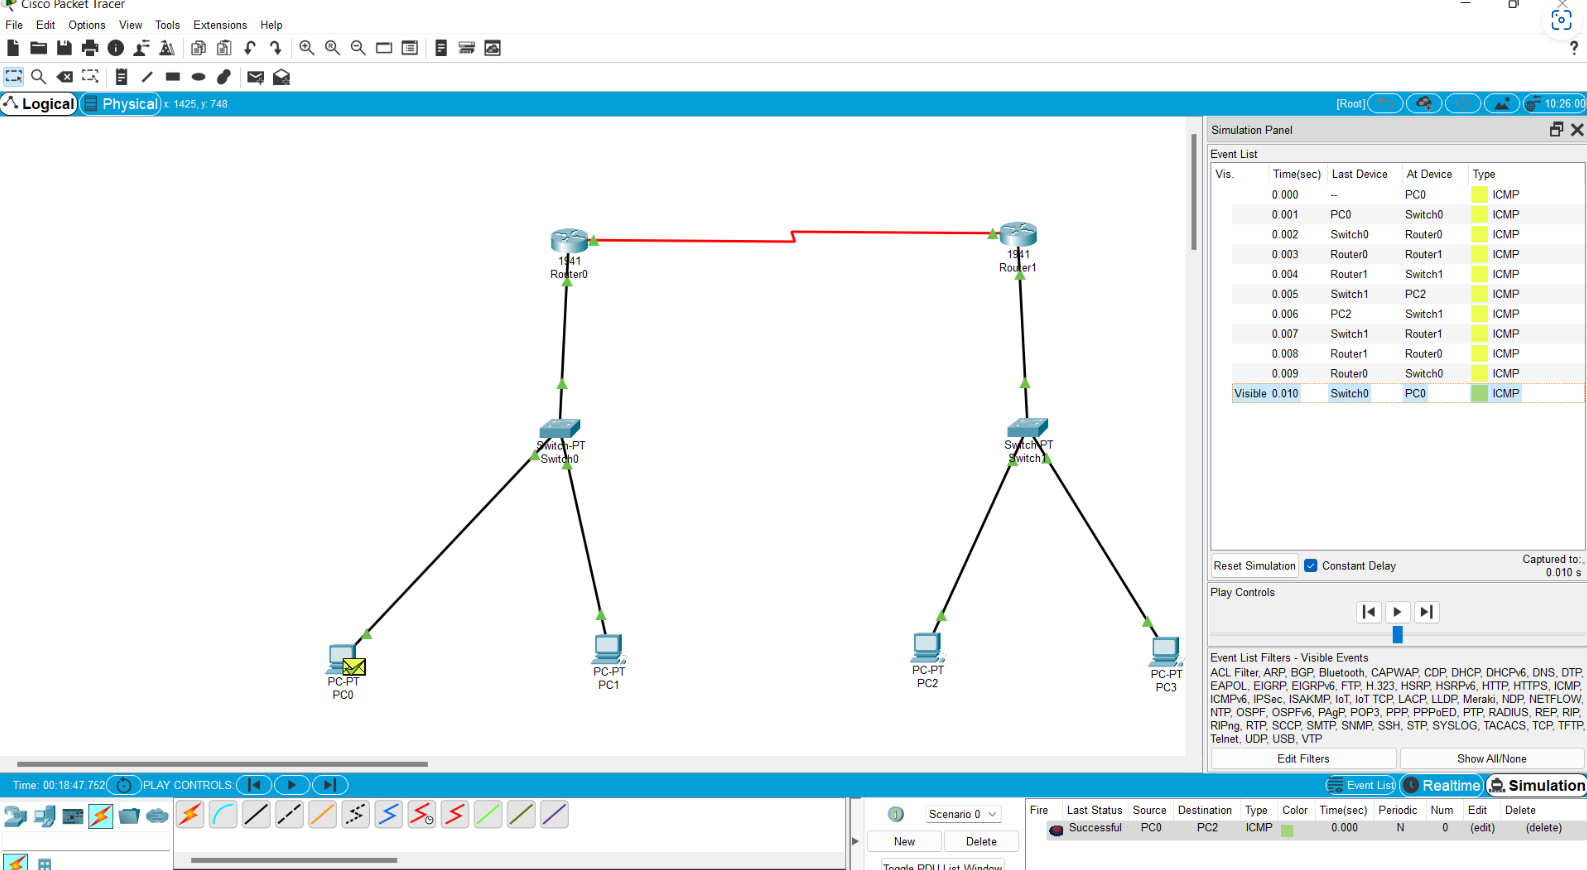 Cisco Packet Tracer
File Edit Options View Tools Extensions Help
?
Logical Physical x: 1425, y: 748 [Root] 10:26:00
Simulation Panel
Event List
Vis. Time(sec) Last Device At Device Type
0.000 -- PC0 ICMP
0.001 PC0 Switch0 ICMP
0.002 Switch0 Router0 ICMP
0.003 Router0 Router1 ICMP
0.004 Router1 Switch1 ICMP
0.005 Switch1 PC2 ICMP
0.006 PC2 Switch1 ICMP
0.007 Switch1 Router1 ICMP
0.008 Router1 Router0 ICMP
0.009 Router0 Switch0 ICMP
Visible 0.010 Switch0 PC0 ICMP
1941
Router0
1941
Router1
Switch-PT
Switch0
Switch-PT
Switch1
PC-PT
PC0
PC-PT
PC1
PC-PT
PC2
PC-PT
PC3
Reset Simulation Constant Delay Captured to:
0.010 s
Play Controls
Event List Filters - Visible Events
ACL Filter, ARP, BGP, Bluetooth, CAPWAP, CDP, DHCP, DHCPv6, DNS, DTP,
EAPOL, EIGRP, EIGRPv6, FTP, H.323, HSRP, HSRPv6, HTTP, HTTPS, ICMP,
ICMPv6, IPSec, ISAKMP, IoT, IoT TCP, LACP, LLDP, Meraki, NDP, NETFLOW,
NTP, OSPF, OSPFv6, PAgP, POP3, PPP, PPPoED, PTP, RADIUS, REP, RIP,
RIPng, RTP, SCCP, SMTP, SNMP, SSH, STP, SYSLOG, TACACS, TCP, TFTP,
Telnet, UDP, USB, VTP
Edit Filters Show All/None
Time: 00:18:47.752 PLAY CONTROLS: Event List Realtime Simulation
Scenario 0
New Delete
Toggle PDU List Window
Fire Last Status Source Destination Type Color Time(sec) Periodic Num Edit Delete
Successful PC0 PC2 ICMP 0.000 N 0 (edit) (delete)